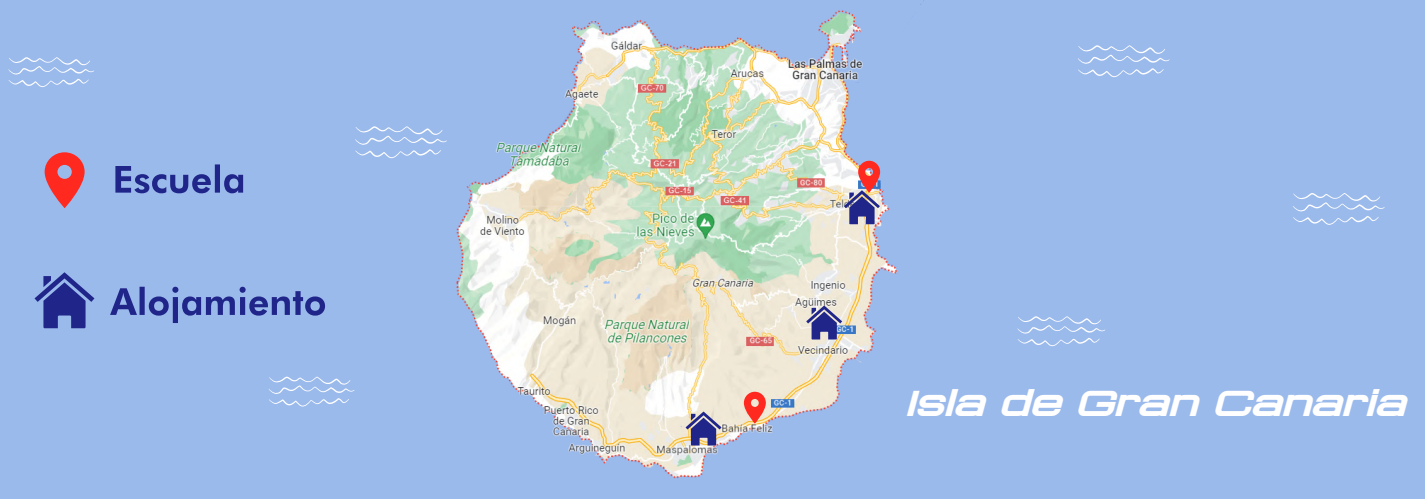 Escuela
Alojamiento
Gáldar
Las Palmas de
Gran Canaria
Arucas
GC-70
Agaete
Teror
Parque Natural
Tamadaba
GC-21
GC-80
GC-15
GC-41
Molino
de Viento
Pico de
las Nieves
Gran Canaria
Ingenio
Agüimes
Mogán
Parque Natural
de Pilancones
GC-1
GC-65
Vecindario
Taurito
Puerto Rico
de Gran
Canaria
GC-1
Bahía Feliz
Arguineguín
Maspalomas
Isla de Gran Canaria